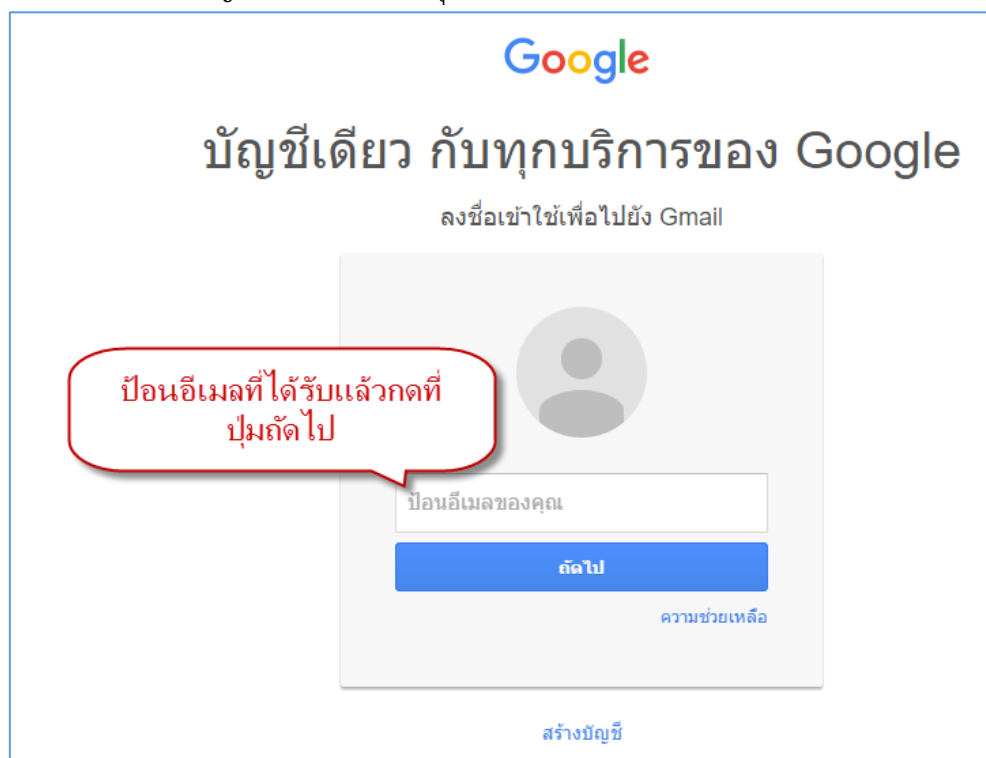 Google
บัญชีเดียว กับทุกบริการของ Google
ลงชื่อเข้าใช้เพื่อไปยัง Gmail
ป้อนอีเมลที่ได้รับแล้วกดที่
ปุ่มถัดไป
ป้อนอีเมลของคุณ
ถัดไป
ความช่วยเหลือ
สร้างบัญชี